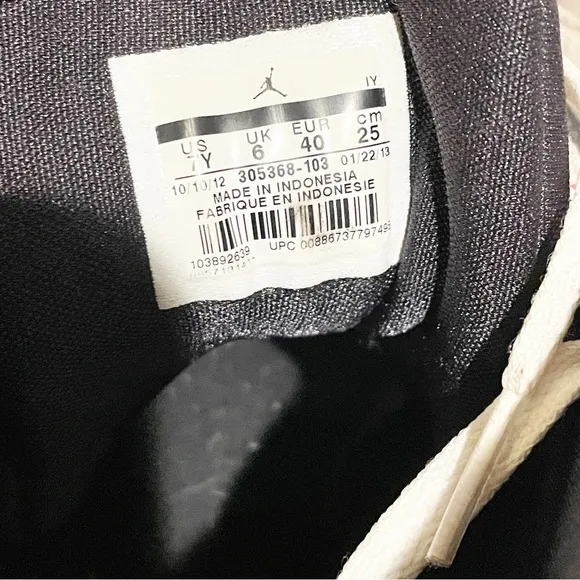 IY
US UK EUR cm
7Y 6 40 25
10/10/12 305368-103 01/22/13
MADE IN INDONESIA
FABRIQUE EN INDONESIE
103892639 UPC